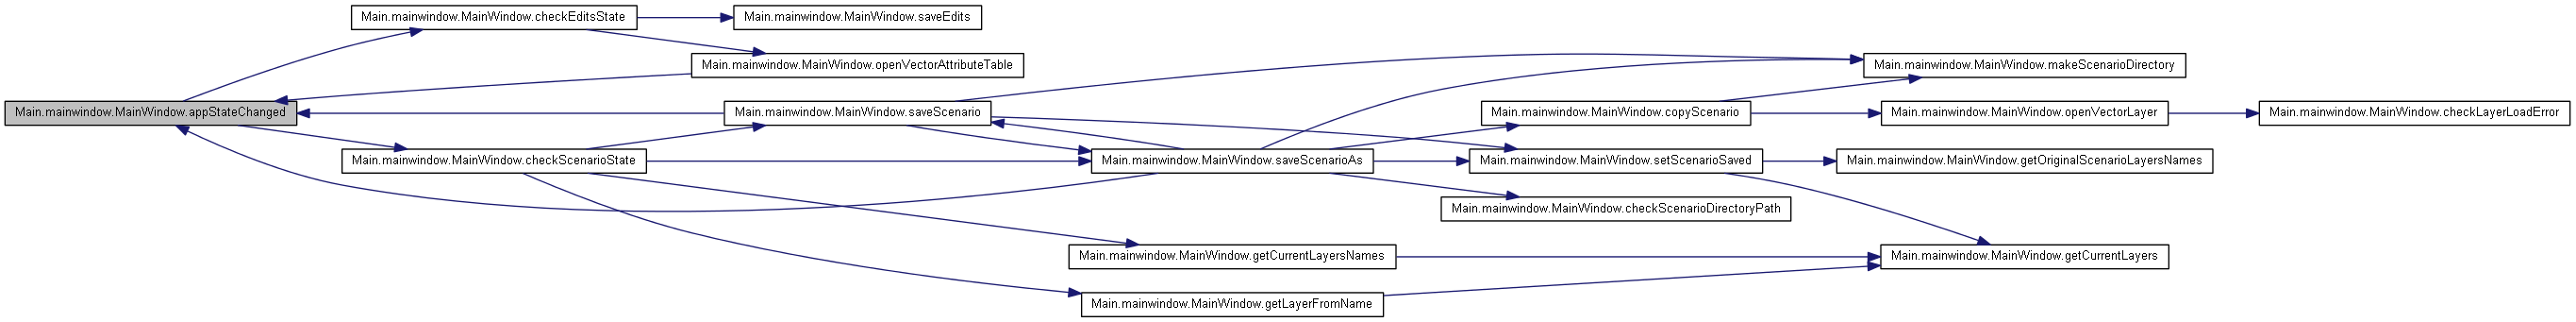 Main.mainwindow.MainWindow.checkEditsState
Main.mainwindow.MainWindow.saveEdits
Main.mainwindow.MainWindow.openVectorAttributeTable
Main.mainwindow.MainWindow.makeScenarioDirectory
Main.mainwindow.MainWindow.appStateChanged
Main.mainwindow.MainWindow.saveScenario
Main.mainwindow.MainWindow.copyScenario
Main.mainwindow.MainWindow.openVectorLayer
Main.mainwindow.MainWindow.checkLayerLoadError
Main.mainwindow.MainWindow.checkScenarioState
Main.mainwindow.MainWindow.saveScenarioAs
Main.mainwindow.MainWindow.setScenarioSaved
Main.mainwindow.MainWindow.getOriginalScenarioLayersNames
Main.mainwindow.MainWindow.checkScenarioDirectoryPath
Main.mainwindow.MainWindow.getCurrentLayersNames
Main.mainwindow.MainWindow.getCurrentLayers
Main.mainwindow.MainWindow.getLayerFromName